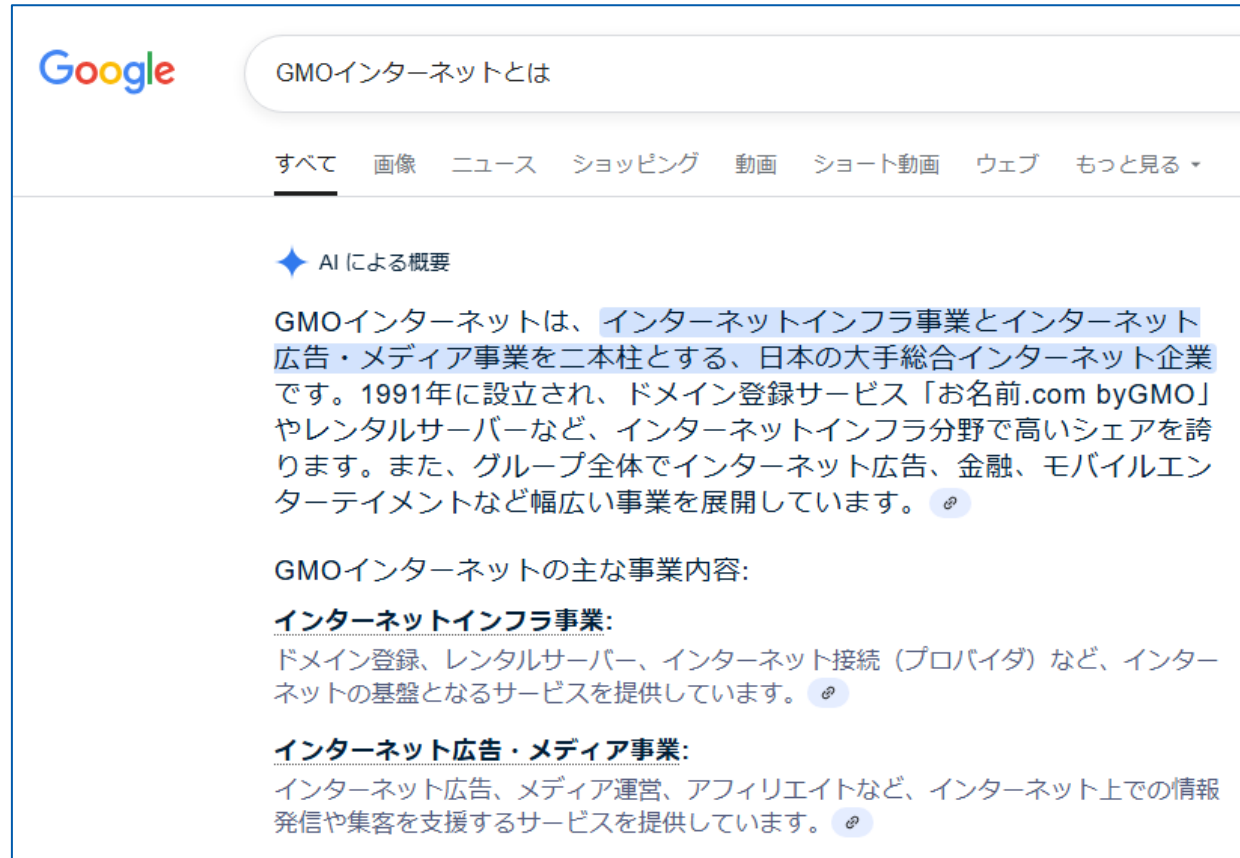 Google
GMOインターネットとは
すべて 画像 ニュース ショッピング 動画 ショート動画 ウェブ もっと見る
AI による概要
GMOインターネットは、インターネットインフラ事業とインターネット
広告・メディア事業を二本柱とする、日本の大手総合インターネット企業
です。1991年に設立され、ドメイン登録サービス「お名前.com byGMO」
やレンタルサーバーなど、インターネットインフラ分野で高いシェアを誇
ります。また、グループ全体でインターネット広告、金融、モバイルエン
ターテイメントなど幅広い事業を展開しています。
GMOインターネットの主な事業内容:
インターネットインフラ事業:
ドメイン登録、レンタルサーバー、インターネット接続（プロバイダ）など、インター
ネットの基盤となるサービスを提供しています。
インターネット広告・メディア事業:
インターネット広告、メディア運営、アフィリエイトなど、インターネット上での情報
発信や集客を支援するサービスを提供しています。